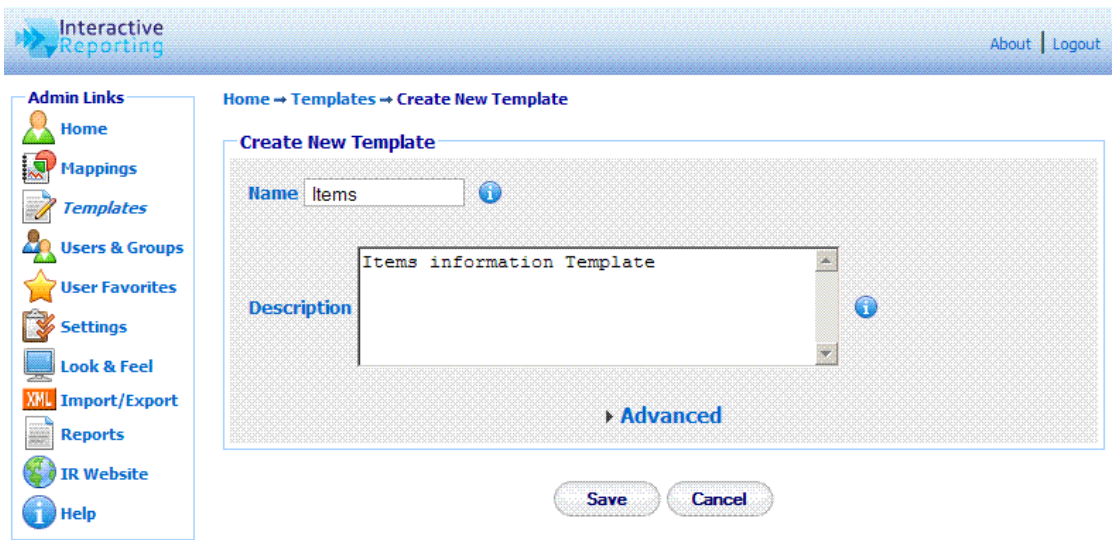 Interactive
Reporting
About | Logout
Admin Links
Home
Mappings
Templates
Users & Groups
User Favorites
Settings
Look & Feel
XML Import/Export
Reports
IR Website
Help
Home → Templates → Create New Template
Create New Template
Name Items
Items information Template
Description
Advanced
Save Cancel